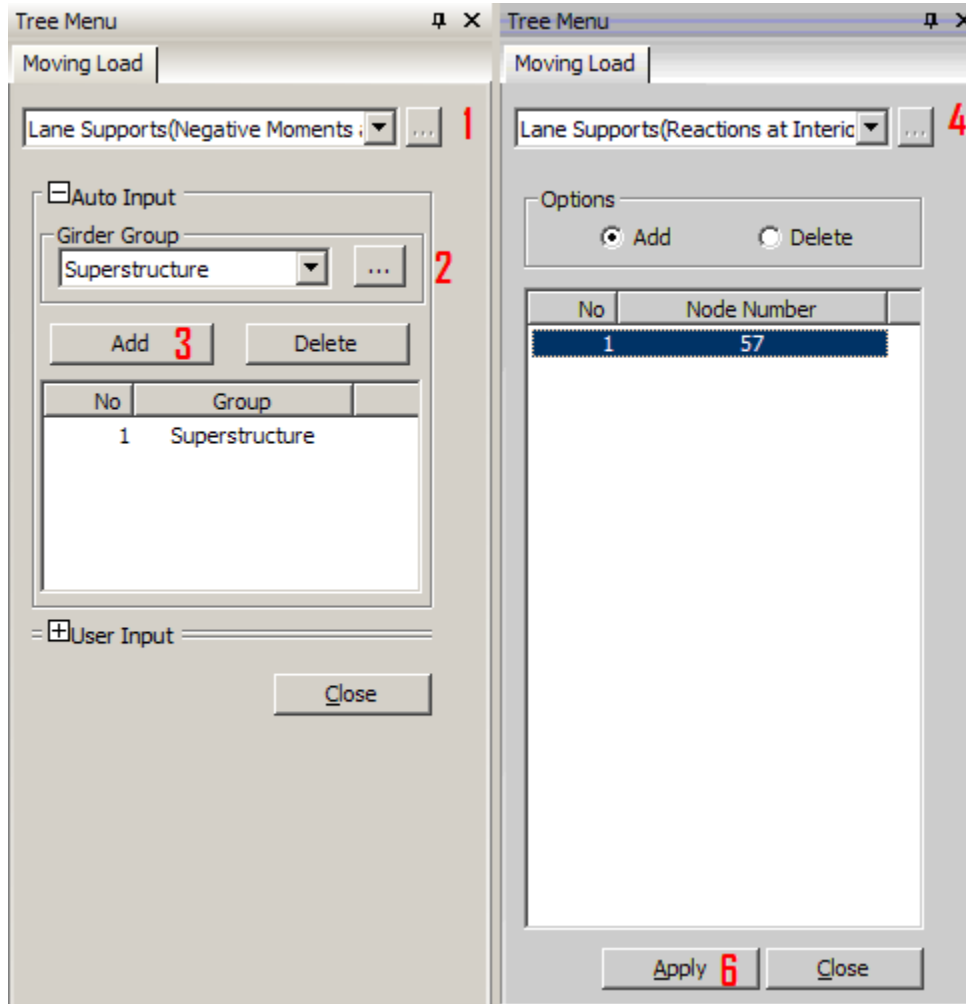 Tree Menu
Moving Load
Lane Supports(Negative Moments a
... 1
Auto Input
Girder Group
Superstructure ... 2
Add 3 Delete
No Group
1 Superstructure
User Input
Close
Tree Menu
Moving Load
Lane Supports(Reactions at Interio
... 4
Options
Add Delete
No Node Number
1 57
Apply 6 Close